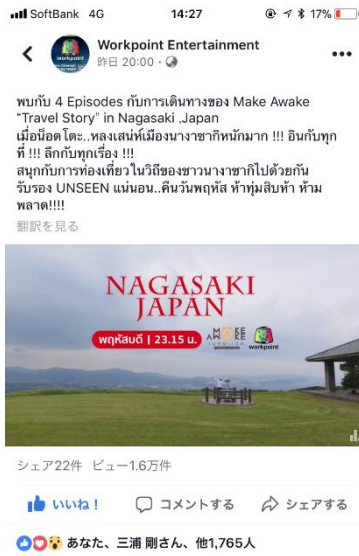 SoftBank 4G 14:27 17%
Workpoint Entertainment
昨日 20:00
พบกับ 4 Episodes กับการเดินทางของ Make Awake
“Travel Story” in Nagasaki ,Japan
เมื่อน็อตโตะ..หลงเสน่ห์เมืองนางาซากิหนักมาก !!! อินกับทุก
ที่ !!! ลึกกับทุกเรื่อง !!!
สนุกกับการท่องเที่ยวในวิถีของชาวนางาซากิไปด้วยกัน
รับรอง UNSEEN แน่นอน..คืนวันพฤหัส ห้าทุ่มสิบห้า ห้าม
พลาด!!!!
翻訳を見る
NAGASAKI
JAPAN
พฤหัสบดี | 23.15 น.
MAKE
AWAKE
workpoint
シェア22件 ビュー1.6万件
いいね！ コメントする シェアする
あなた、三浦 剛さん、他1,765人